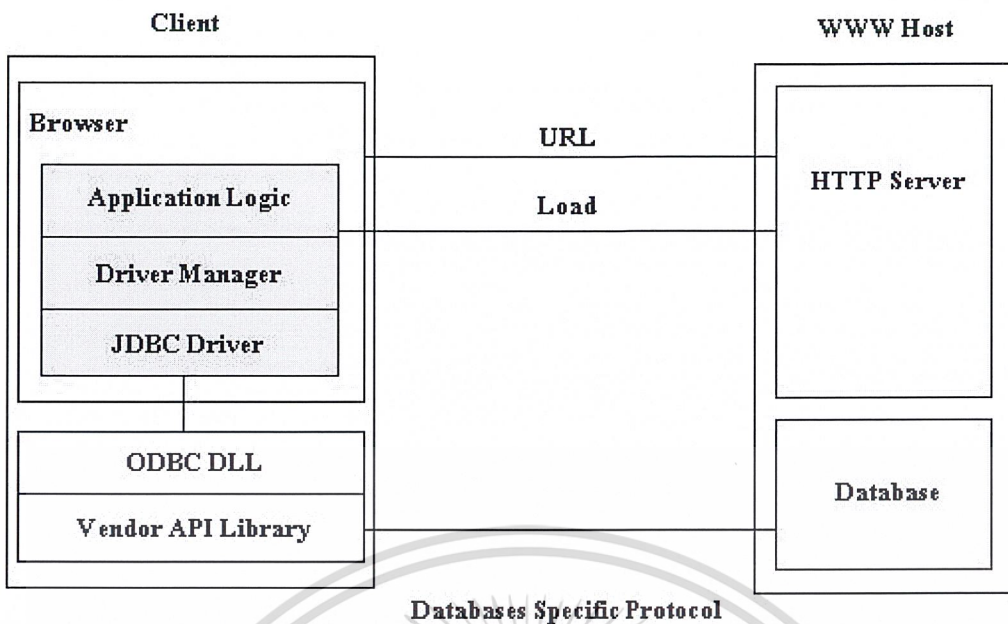 Client
WWW Host
Browser
URL
HTTP Server
Application Logic
Load
Driver Manager
JDBC Driver
ODBC DLL
Database
Vendor API Library
Databases Specific Protocol